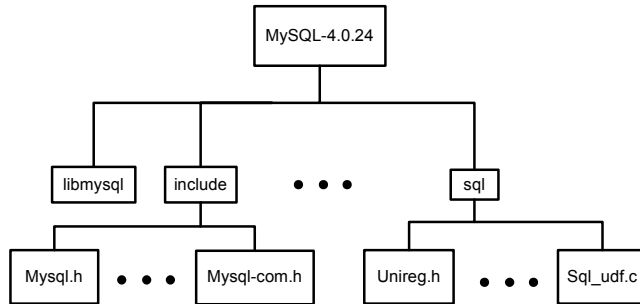 MySQL-4.0.24
libmysql
include
sql
Mysql.h
Mysql-com.h
Unireg.h
Sql_udf.c